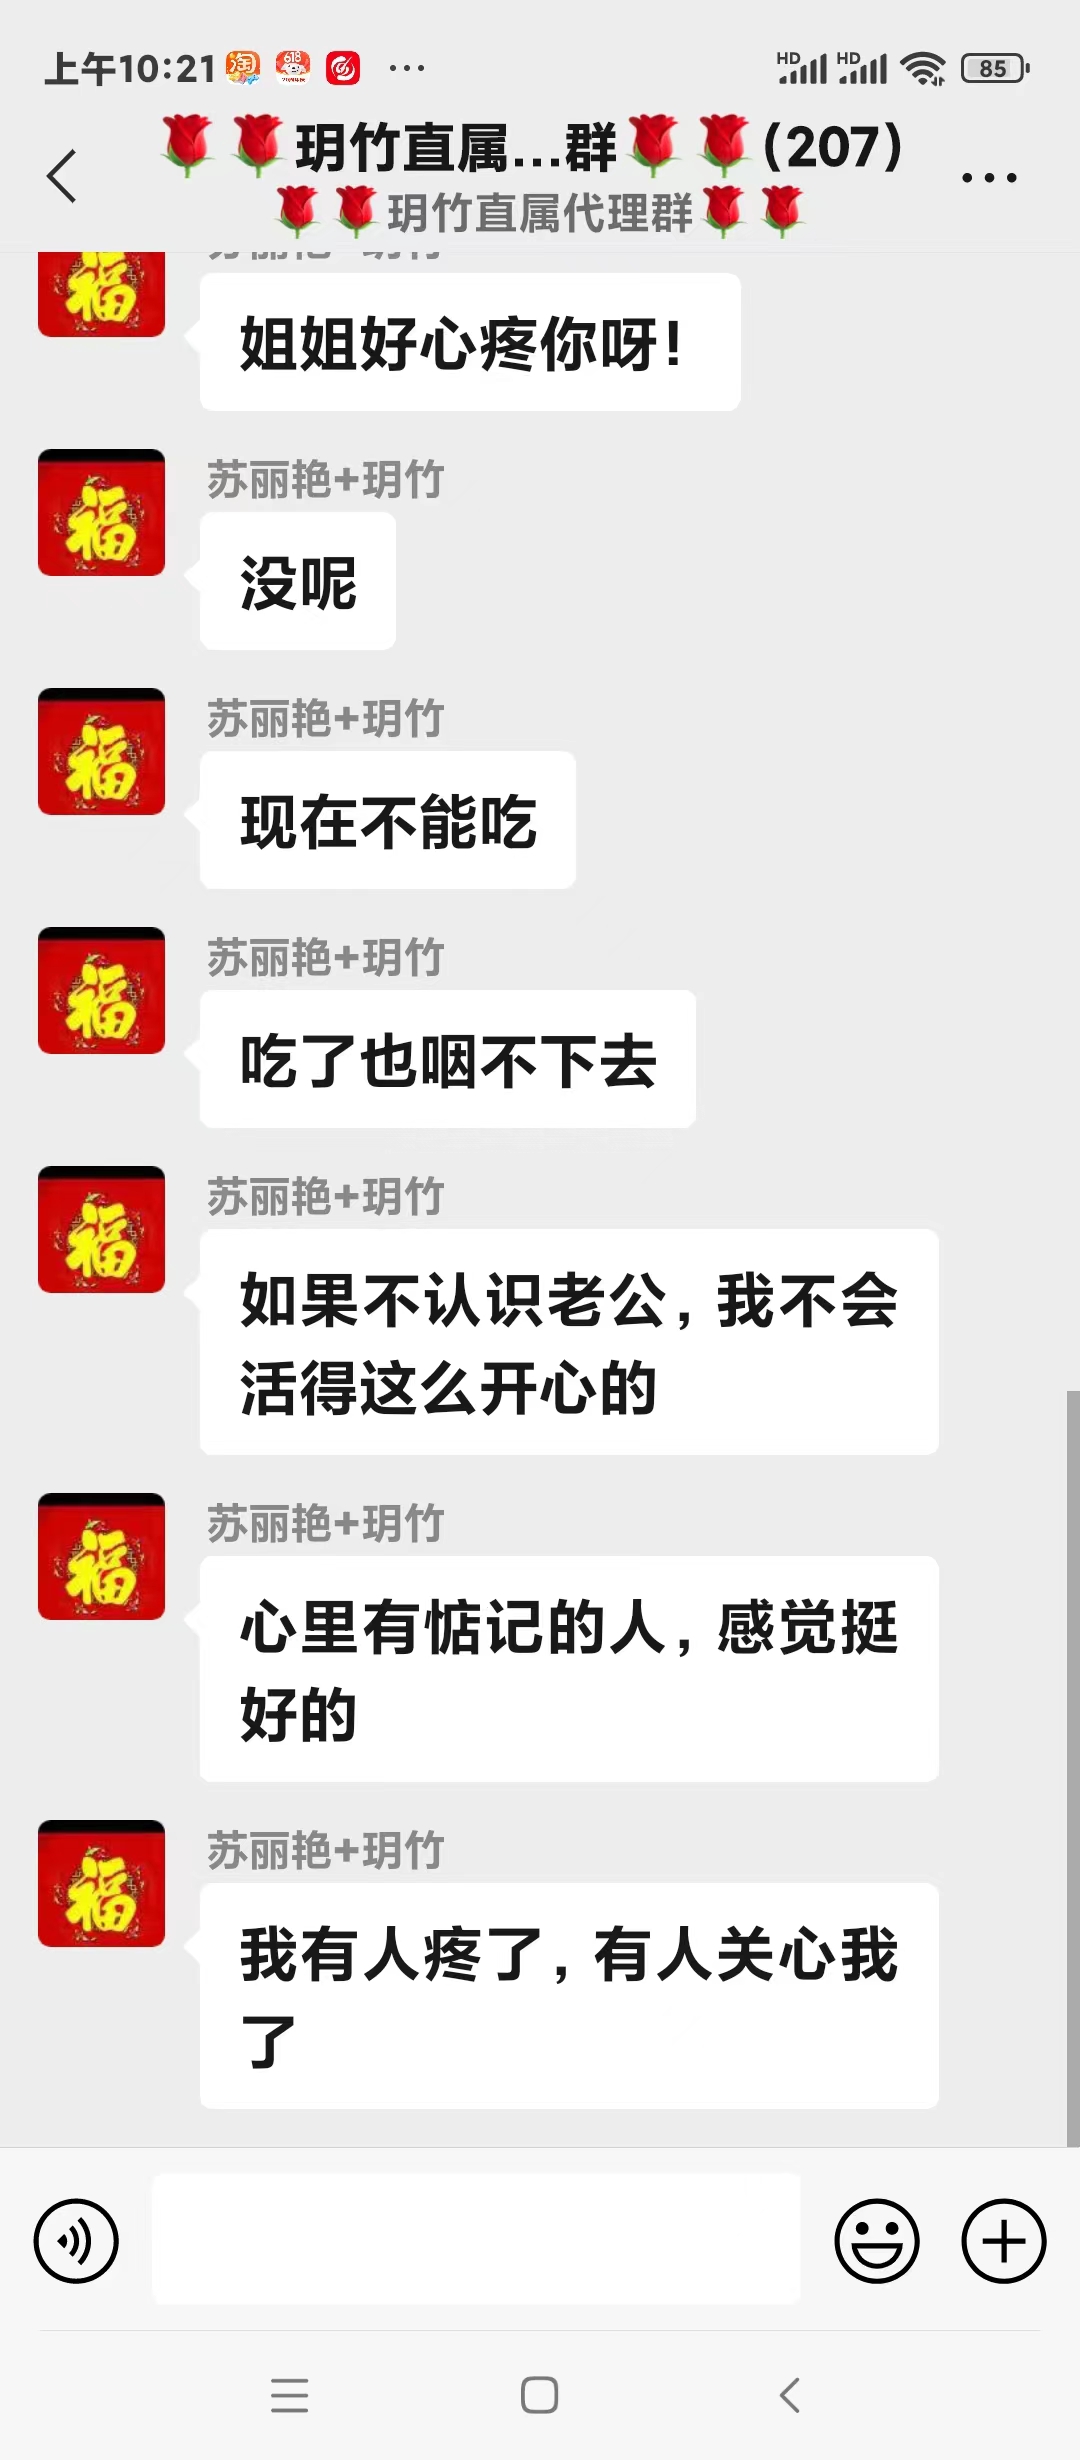 上午10:21
618
HD
HD
85
玥竹直属...群(207)
玥竹直属代理群
苏丽艳+玥竹
福
姐姐好心疼你呀！
苏丽艳+玥竹
福
没呢
苏丽艳+玥竹
福
现在不能吃
苏丽艳+玥竹
福
吃了也咽不下去
苏丽艳+玥竹
福
如果不认识老公，我不会
活得这么开心的
苏丽艳+玥竹
福
心里有惦记的人，感觉挺
好的
苏丽艳+玥竹
福
我有人疼了，有人关心我
了